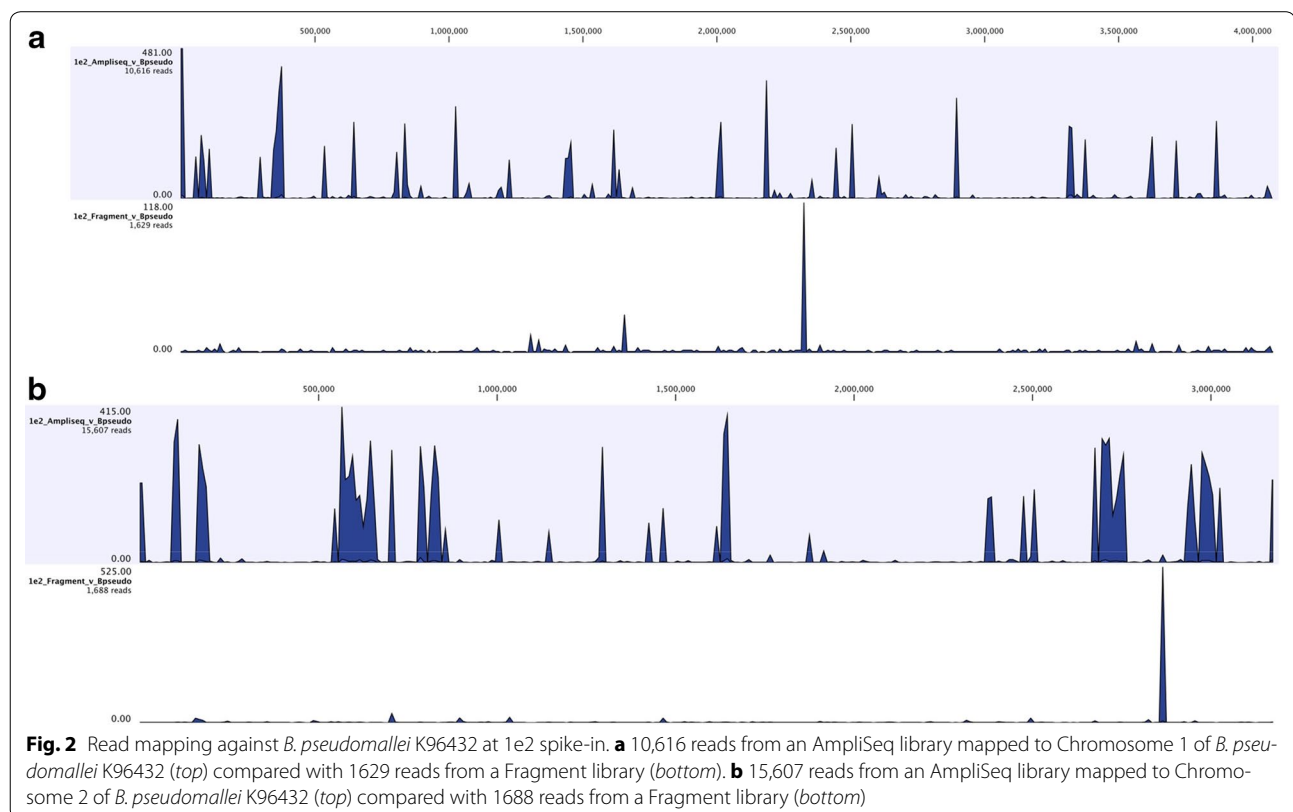 a
500,000 1,000,000 1,500,000 2,000,000 2,500,000 3,000,000 3,500,000 4,000,000
481.00
1e2_Ampliseq_v_Bpseudo
10,616 reads
0.00
118.00
1e2_Fragment_v_Bpseudo
1,629 reads
0.00
b
500,000 1,000,000 1,500,000 2,000,000 2,500,000 3,000,000
415.00
1e2_Ampliseq_v_Bpseudo
15,607 reads
0.00
525.00
1e2_Fragment_v_Bpseudo
1,688 reads
0.00
Fig. 2 Read mapping against B. pseudomallei K96432 at 1e2 spike-in. a 10,616 reads from an AmpliSeq library mapped to Chromosome 1 of B. pseu-
domallei K96432 (top) compared with 1629 reads from a Fragment library (bottom). b 15,607 reads from an AmpliSeq library mapped to Chromo-
some 2 of B. pseudomallei K96432 (top) compared with 1688 reads from a Fragment library (bottom)